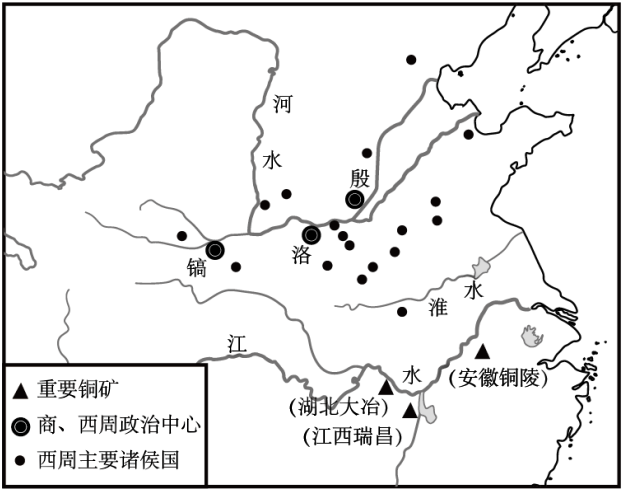 河
水
殷
镐
洛
淮
水
江
水
(安徽铜陵)
(湖北大冶)
(江西瑞昌)
重要铜矿
商、西周政治中心
西周主要诸侯国